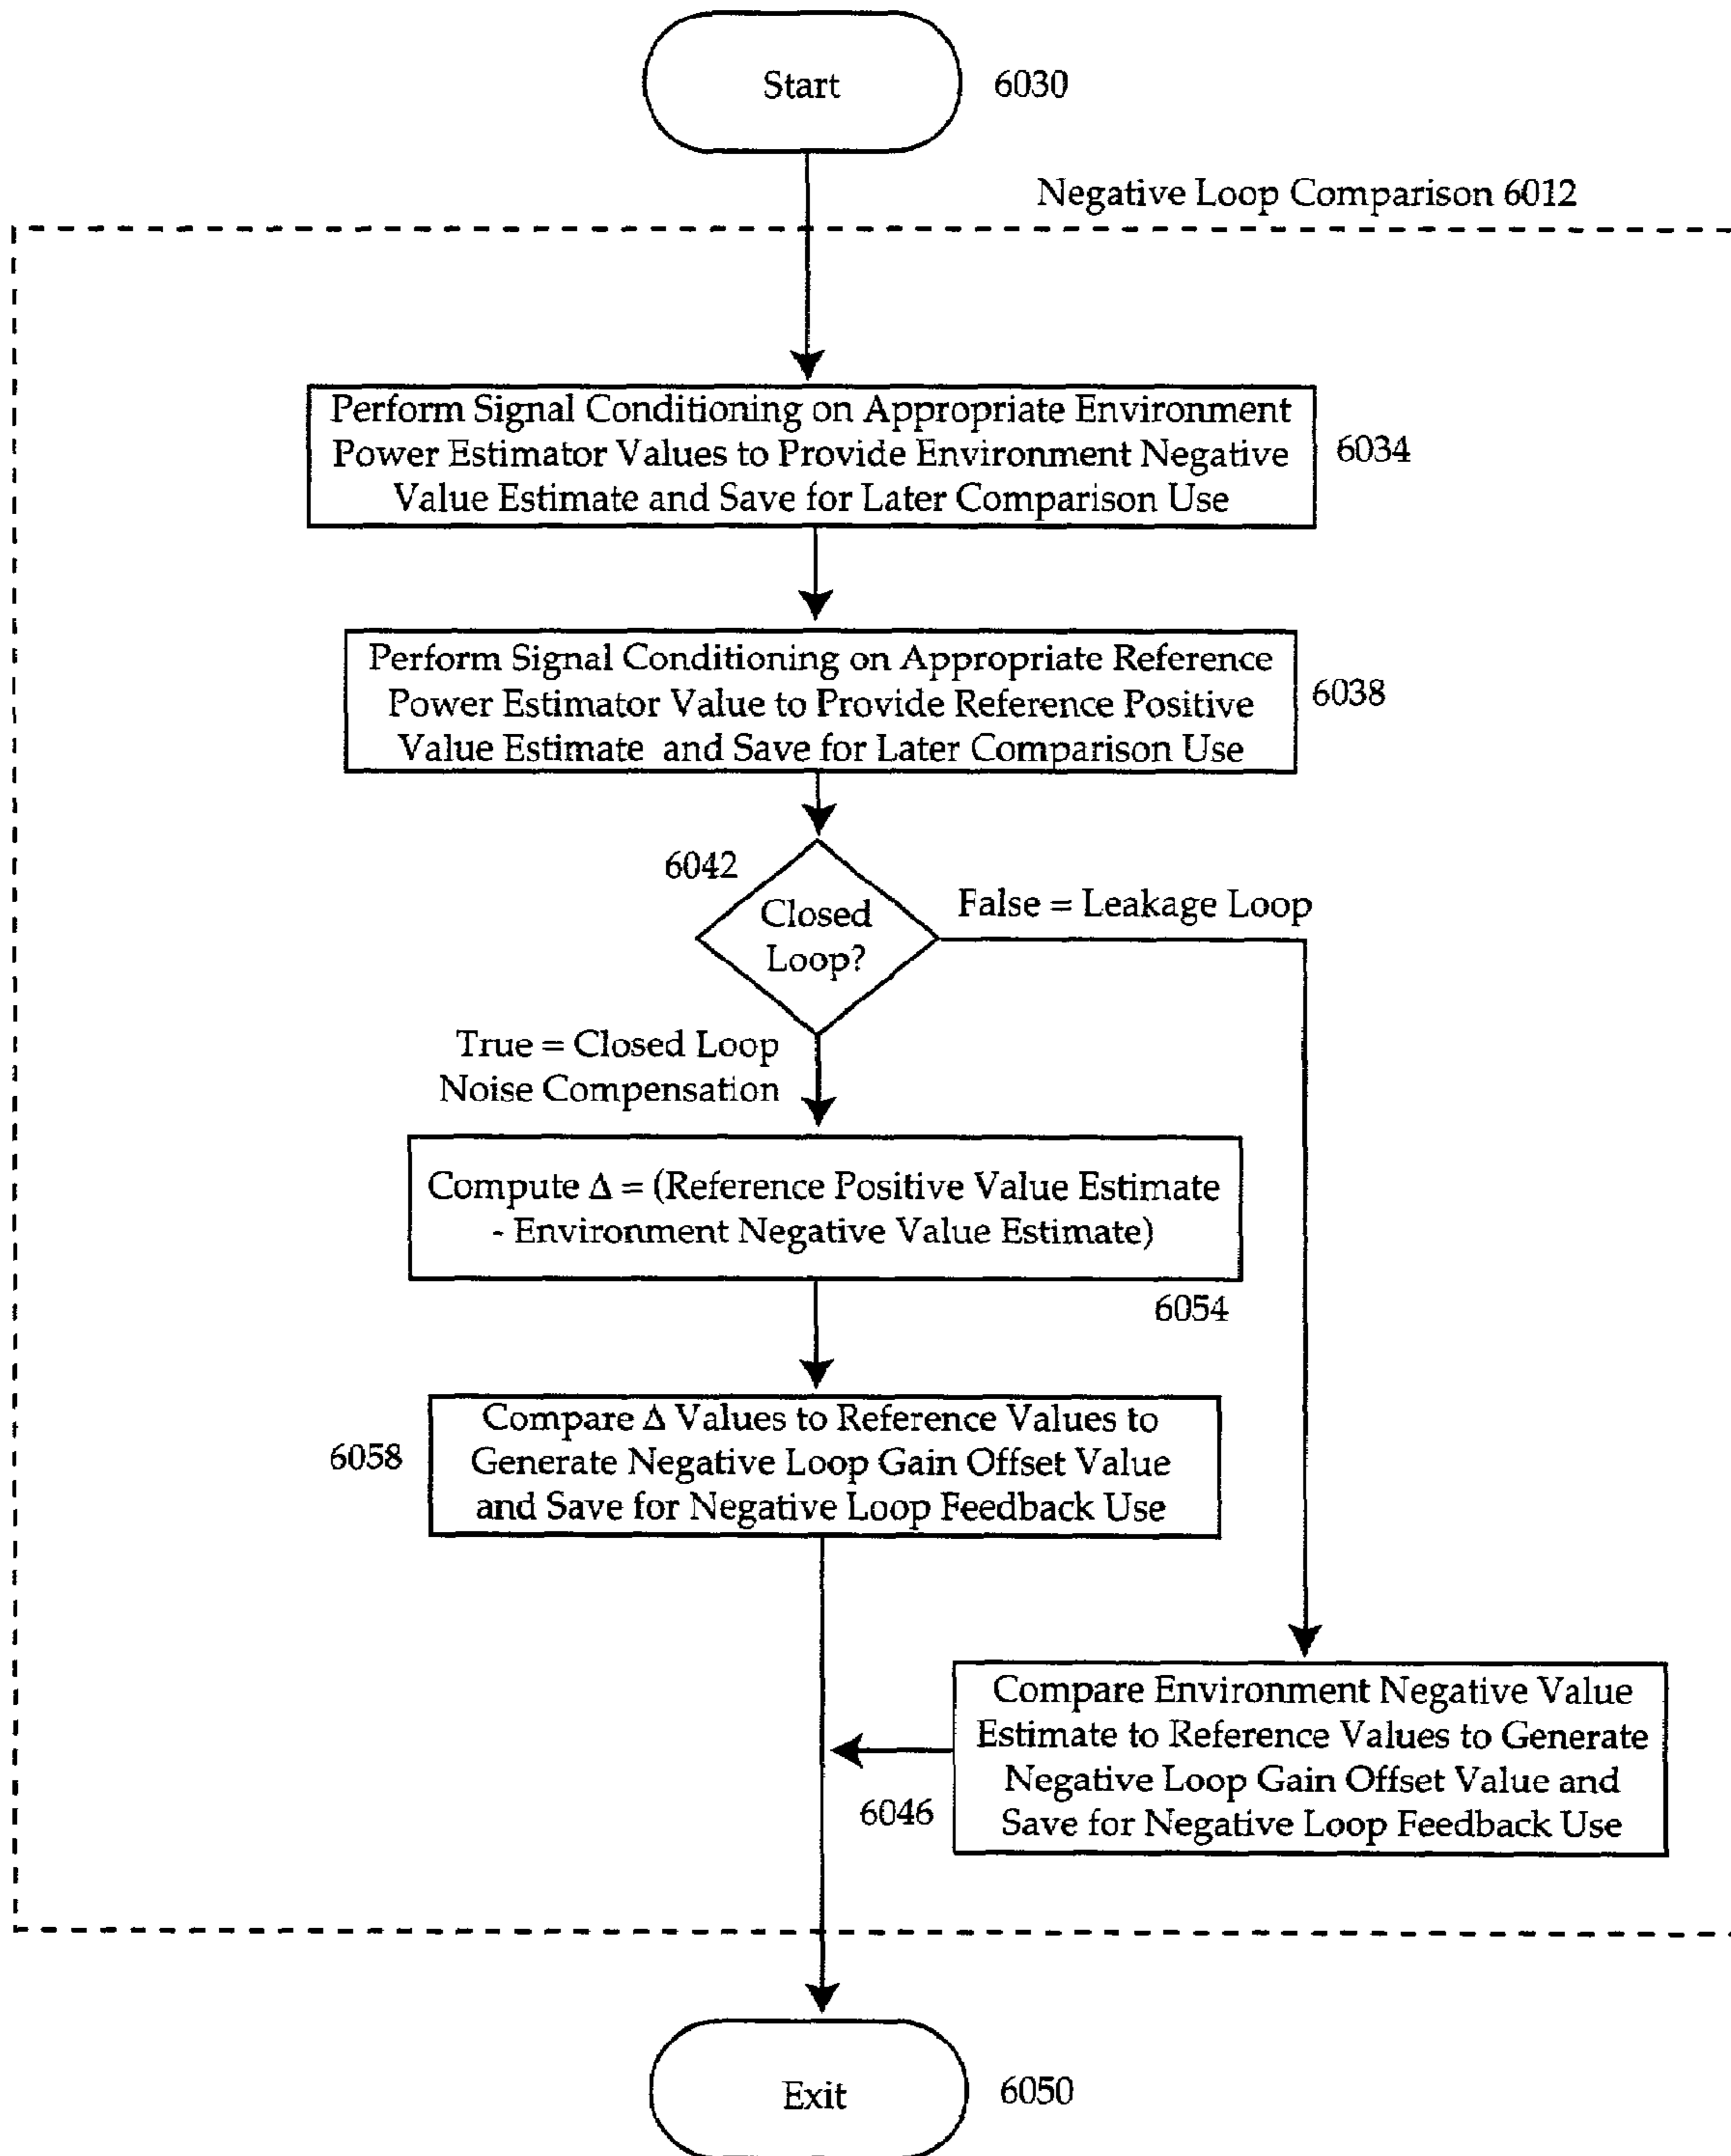 Start
6030
Negative Loop Comparison 6012
Perform Signal Conditioning on Appropriate Environment
Power Estimator Values to Provide Environment Negative
Value Estimate and Save for Later Comparison Use
6034
Perform Signal Conditioning on Appropriate Reference
Power Estimator Value to Provide Reference Positive
Value Estimate and Save for Later Comparison Use
6038
6042
Closed
Loop?
False = Leakage Loop
True = Closed Loop
Noise Compensation
Compute Δ = (Reference Positive Value Estimate
- Environment Negative Value Estimate)
6054
6058
Compare Δ Values to Reference Values to
Generate Negative Loop Gain Offset Value
and Save for Negative Loop Feedback Use
Compare Environment Negative Value
Estimate to Reference Values to Generate
Negative Loop Gain Offset Value and
Save for Negative Loop Feedback Use
6046
Exit
6050